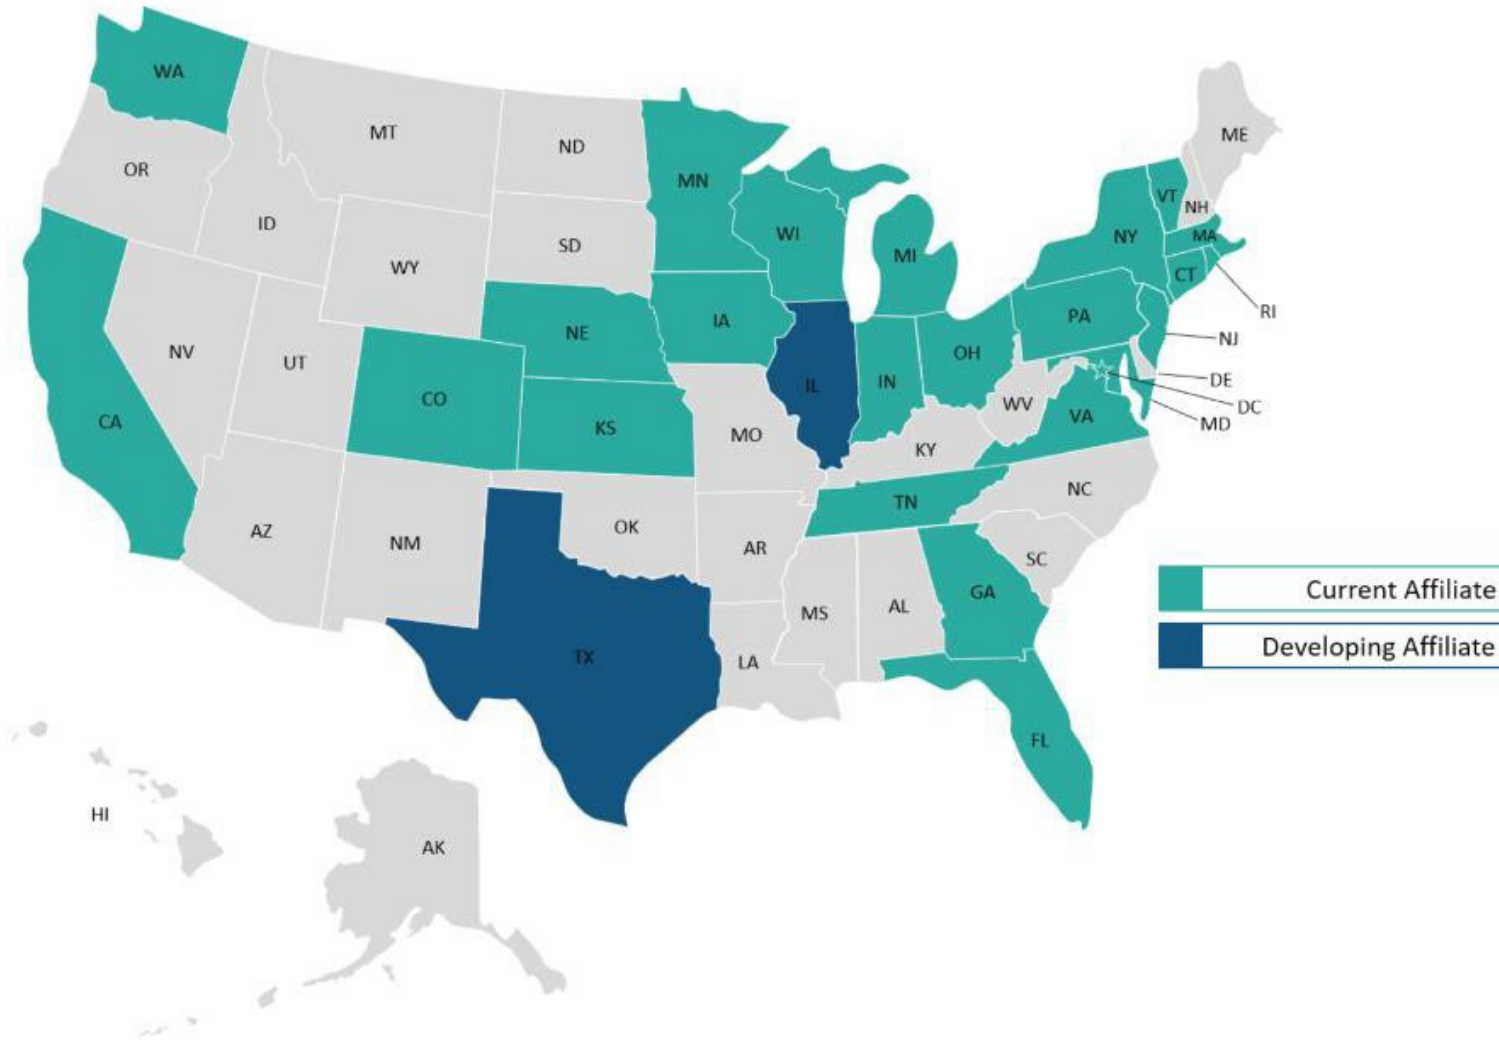 WA
ME
MT
ND
OR
MN
VT
NH
ID
SD
WI
NY
MA
WY
MI
CT
RI
IA
NE
PA
NJ
NV
UT
OH
DE
CO
IL
IN
DC
CA
KS
WV
VA
MD
MO
KY
NC
TN
AZ
NM
OK
AR
SC
Current Affiliate
GA
MS
AL
Developing Affiliate
TX
LA
FL
HI
AK